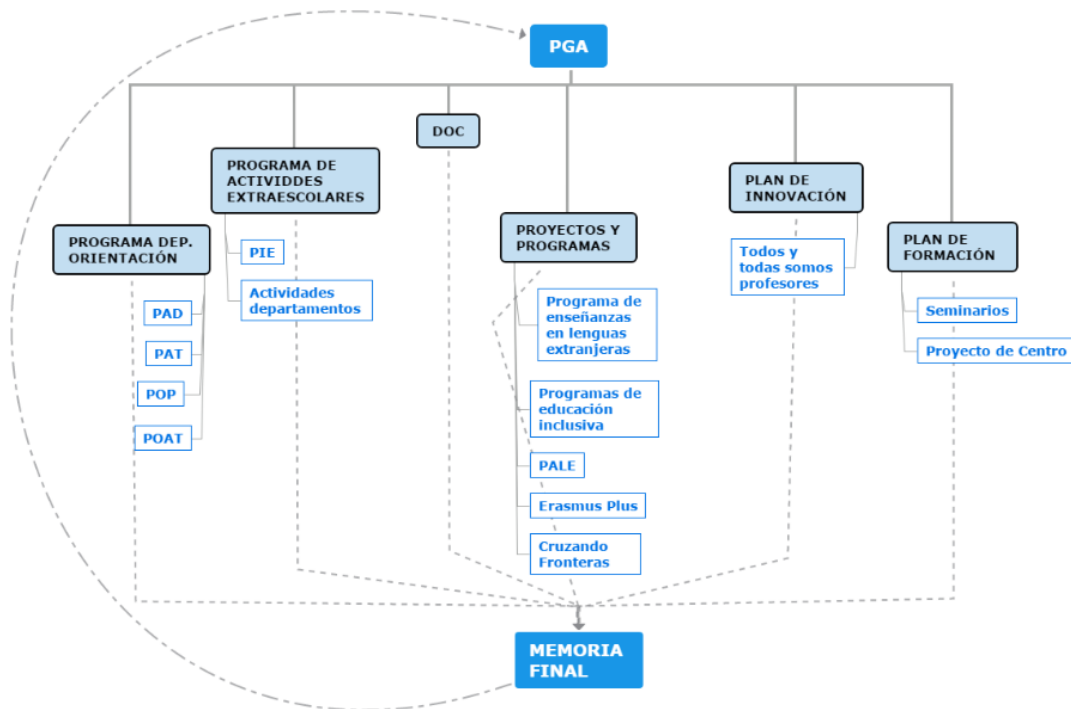 PGA
DOC
PROGRAMA DE
ACTIVIDDES
EXTRAESCOLARES
PIE
Actividades
departamentos
PROGRAMA DEP.
ORIENTACIÓN
PAD
PAT
POP
POAT
PROYECTOS Y
PROGRAMAS
Programa de
enseñanzas
en lenguas
extranjeras
Programas de
educación
inclusiva
PALE
Erasmus Plus
Cruzando
Fronteras
PLAN DE
INNOVACIÓN
Todos y
todas somos
profesores
PLAN DE
FORMACIÓN
Seminarios
Proyecto de Centro
MEMORIA
FINAL